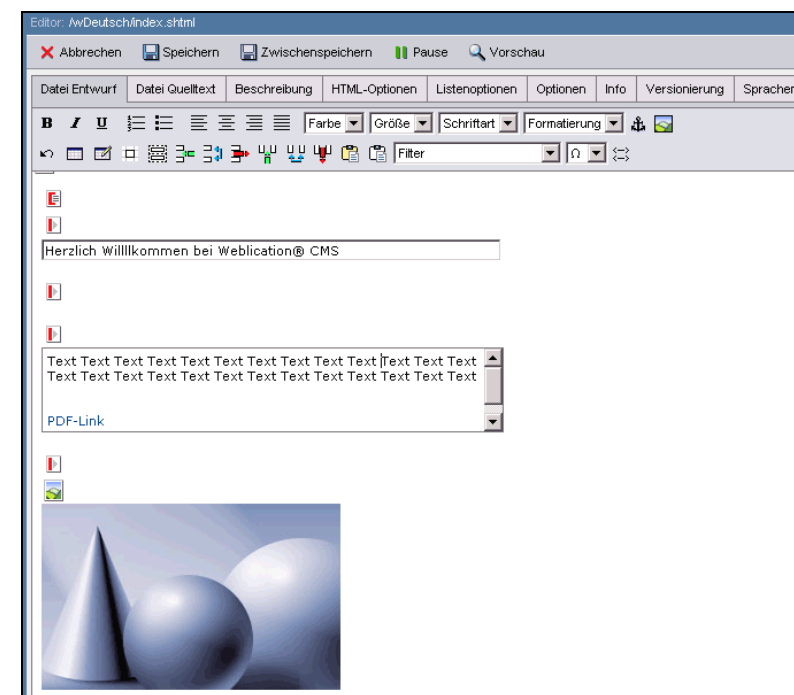 Editor: /wDeutsch/index.shtml
Abbrechen Speichern Zwischenspeichern Pause Vorschau
Datei Entwurf Datei Quelltext Beschreibung HTML-Optionen Listenoptionen Optionen Info Versionierung Sprachen
B I U Farbe Größe Schriftart Formatierung
Filter Ω
Herzlich Willllkommen bei Weblication® CMS
Text Text Text Text Text Text Text Text Text Text Text Text Text
Text Text Text Text Text Text Text Text Text Text Text Text Text
PDF-Link